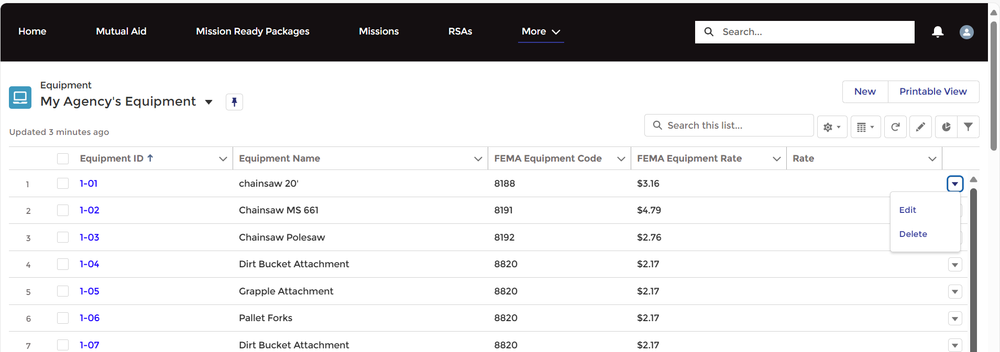 Home Mutual Aid Mission Ready Packages Missions RSAs More Search...
Equipment
My Agency's Equipment
New Printable View
Updated 3 minutes ago
Search this list...
Equipment ID ↑ Equipment Name FEMA Equipment Code FEMA Equipment Rate Rate
1 1-01 chainsaw 20' 8188 $3.16
2 1-02 Chainsaw MS 661 8191 $4.79
Edit
3 1-03 Chainsaw Polesaw 8192 $2.76
Delete
4 1-04 Dirt Bucket Attachment 8820 $2.17
5 1-05 Grapple Attachment 8820 $2.17
6 1-06 Pallet Forks 8820 $2.17
7 1-07 Dirt Bucket Attachment 8820 $2.17